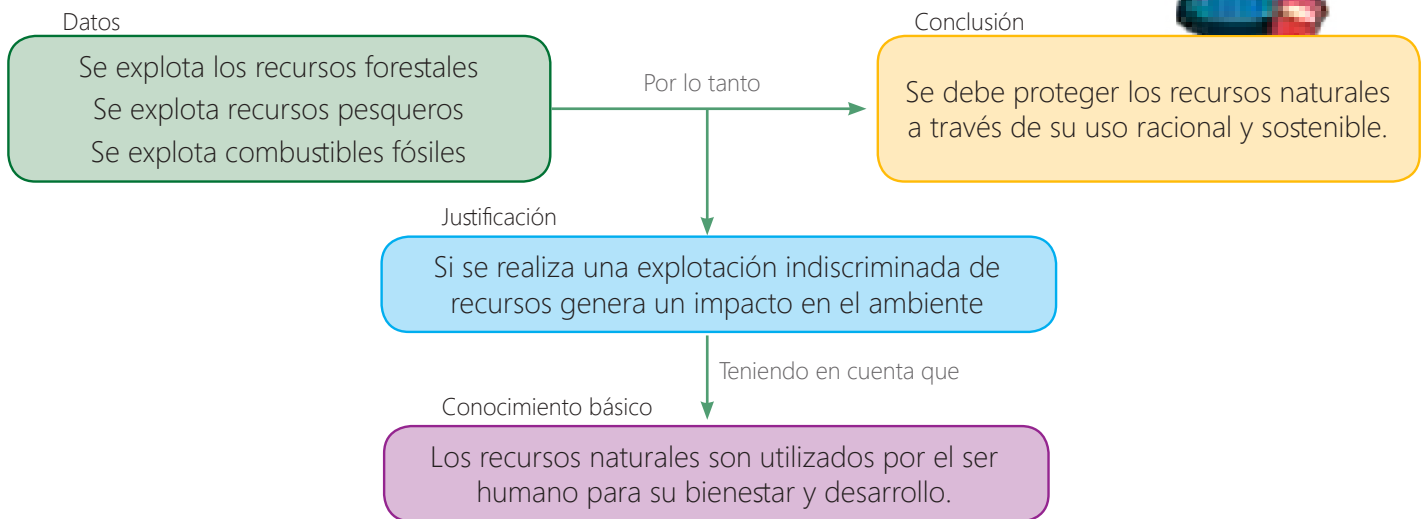 Datos
Se explota los recursos forestales
Se explota recursos pesqueros
Se explota combustibles fósiles
Por lo tanto
Conclusión
Se debe proteger los recursos naturales
a través de su uso racional y sostenible.
Justificación
Si se realiza una explotación indiscriminada de
recursos genera un impacto en el ambiente
Teniendo en cuenta que
Conocimiento básico
Los recursos naturales son utilizados por el ser
humano para su bienestar y desarrollo.